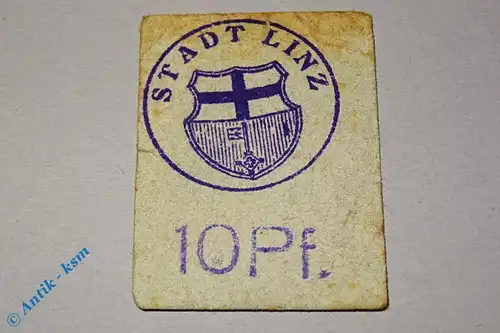 STADT LINZ
10Pf.
© Antik - ksm